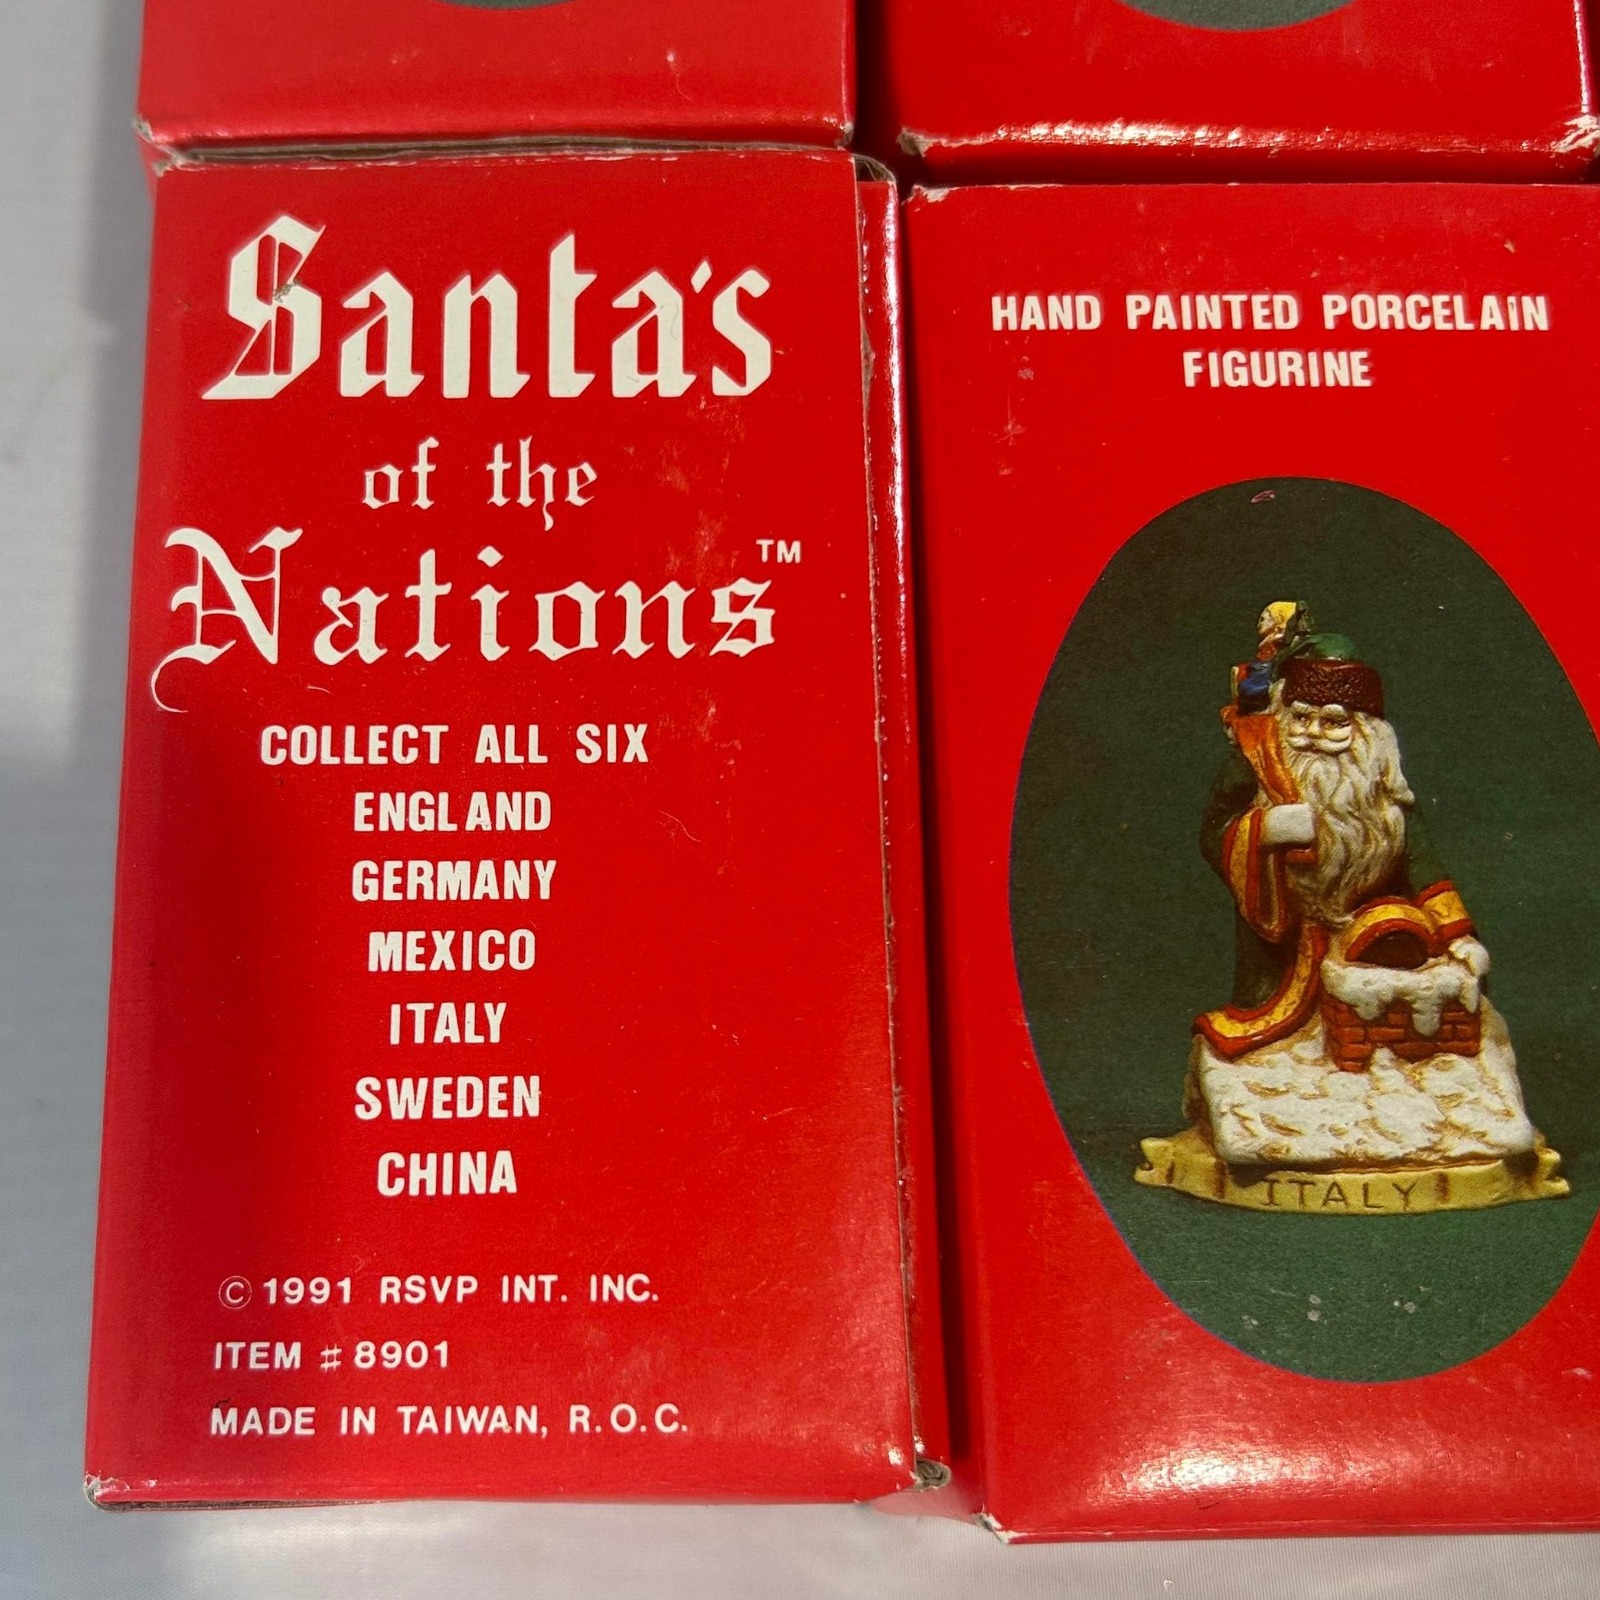 Santa's
of the
Nations™
COLLECT ALL SIX
ENGLAND
GERMANY
MEXICO
ITALY
SWEDEN
CHINA
© 1991 RSVP INT. INC.
ITEM # 8901
MADE IN TAIWAN, R.O.C.
HAND PAINTED PORCELAIN
FIGURINE
ITALY